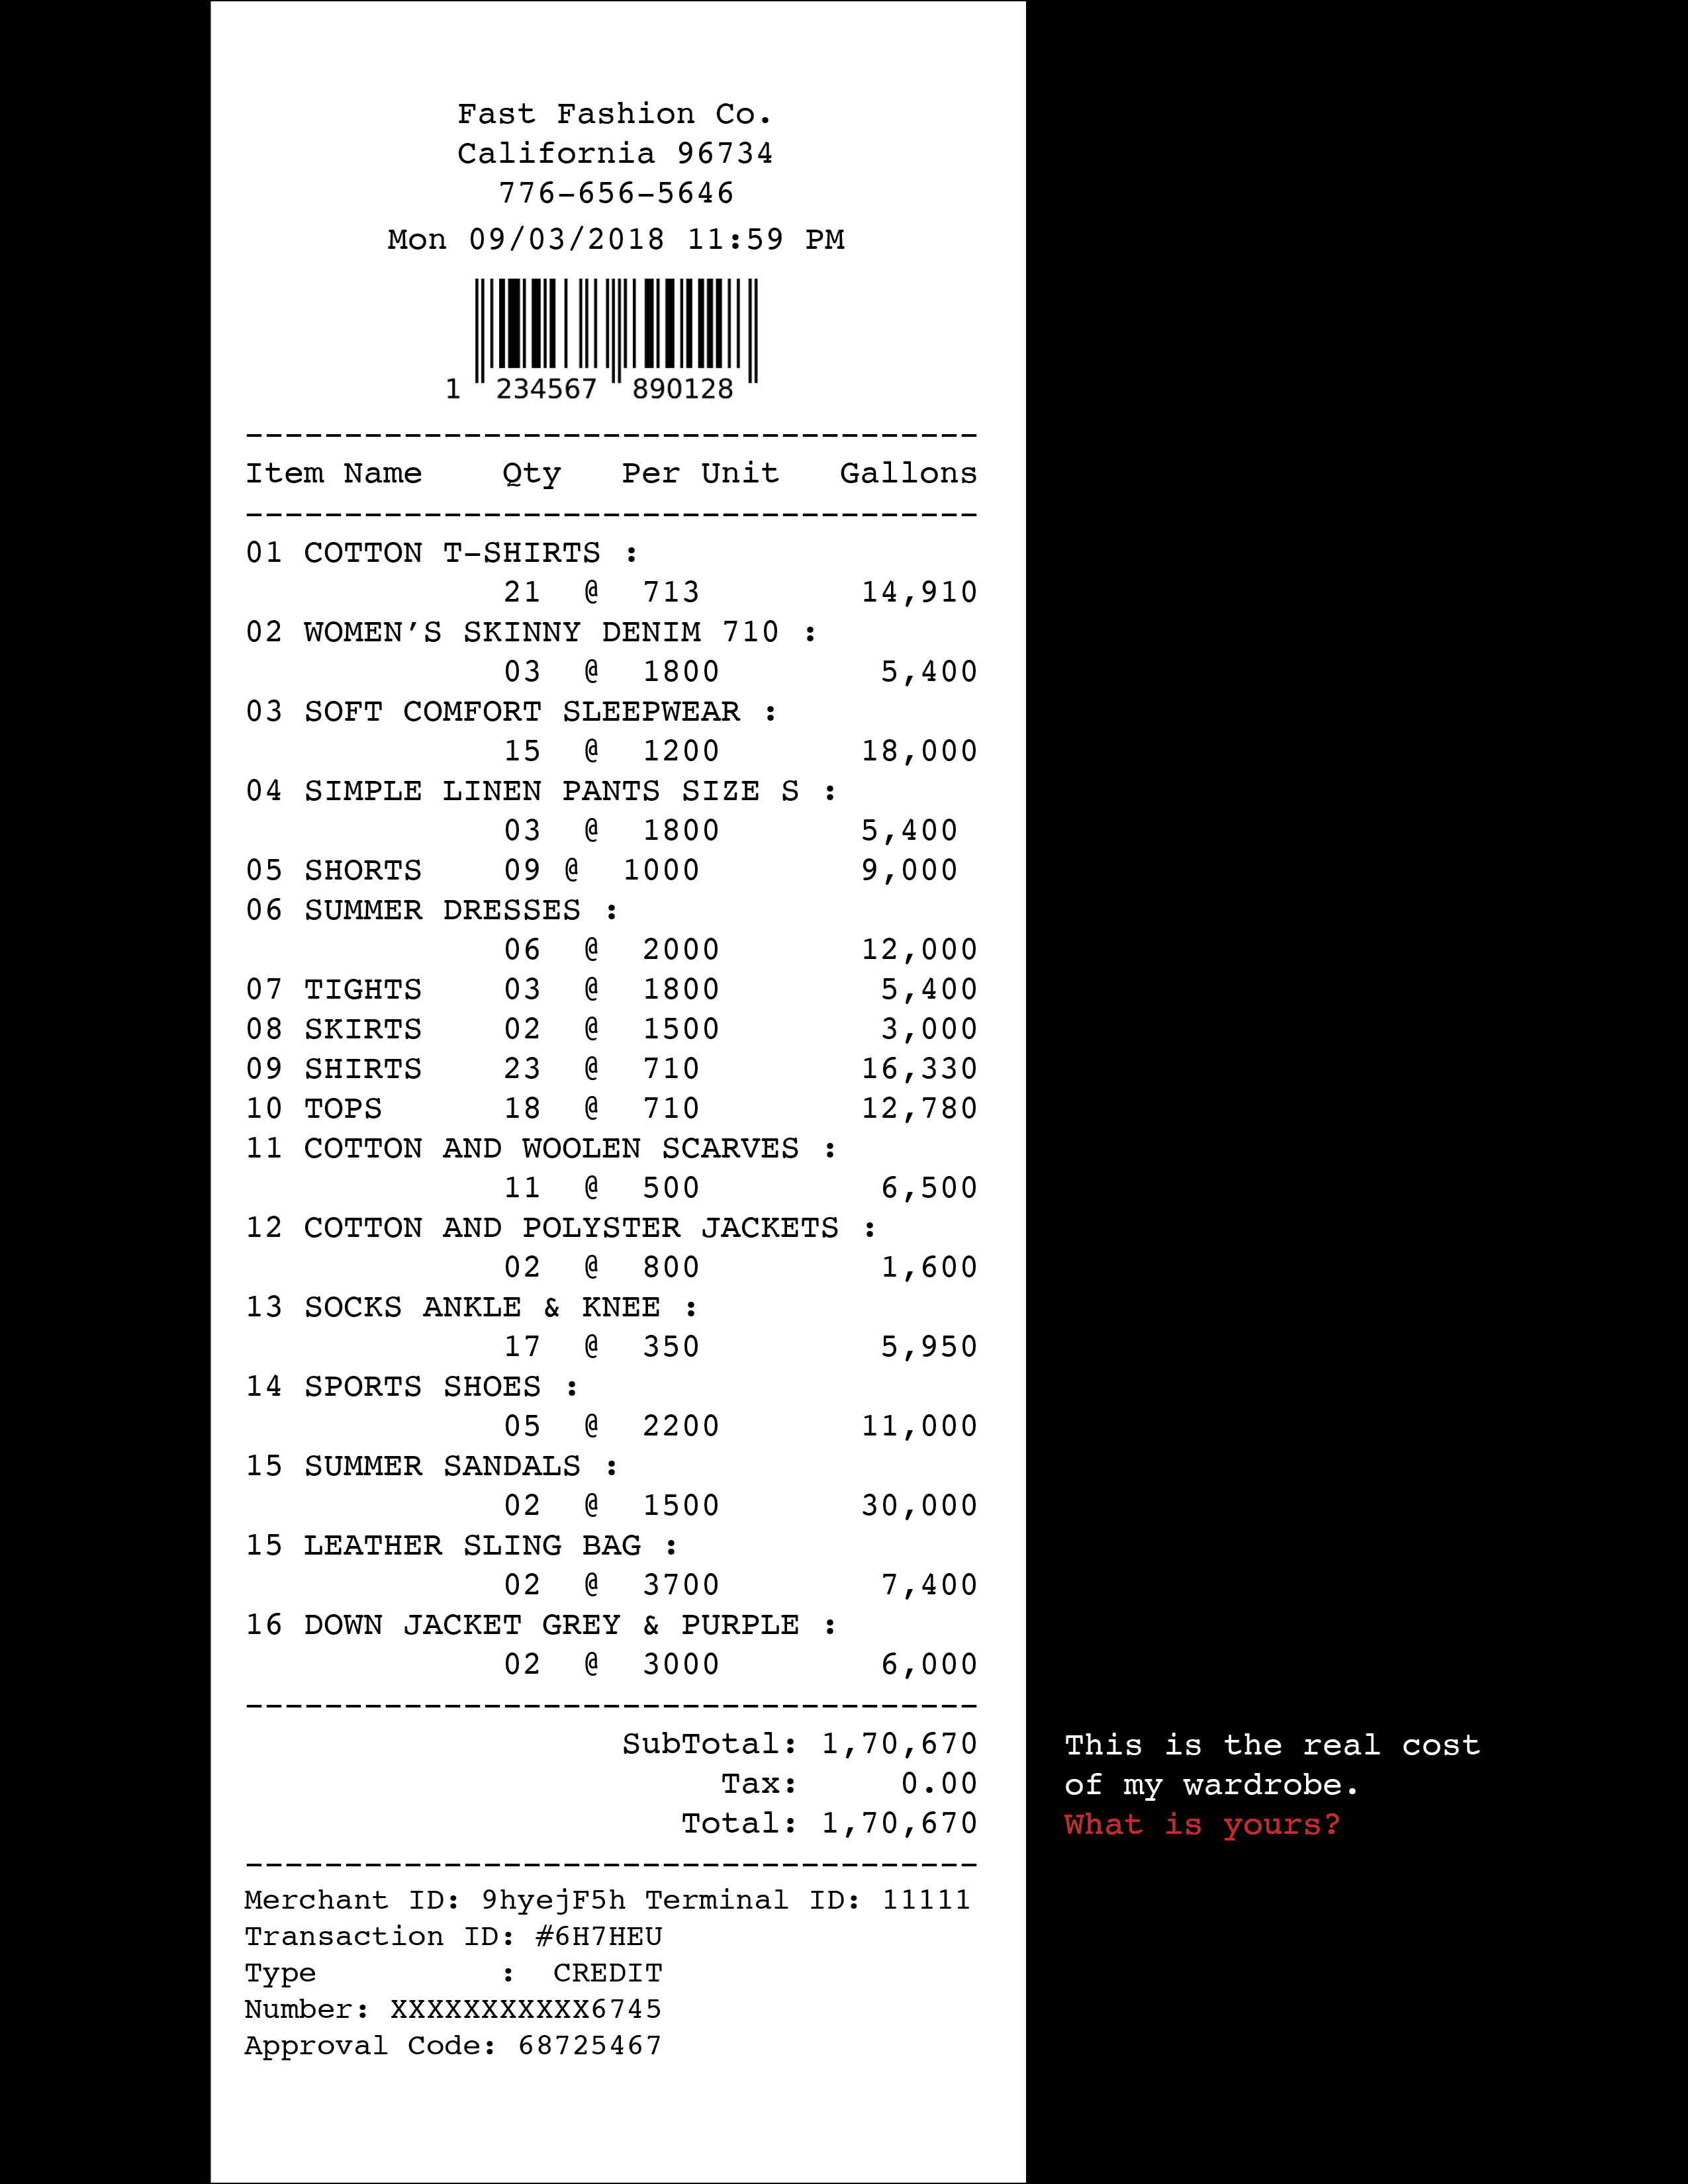 Fast Fashion Co.
California 96734
776-656-5646
Mon 09/03/2018 11:59 PM
1 234567 890128
-------------------------------------
Item Name Qty Per Unit Gallons
-------------------------------------
01 COTTON T-SHIRTS :
21 @ 713 14,910
02 WOMEN’S SKINNY DENIM 710 :
03 @ 1800 5,400
03 SOFT COMFORT SLEEPWEAR :
15 @ 1200 18,000
04 SIMPLE LINEN PANTS SIZE S :
03 @ 1800 5,400
05 SHORTS 09 @ 1000 9,000
06 SUMMER DRESSES :
06 @ 2000 12,000
07 TIGHTS 03 @ 1800 5,400
08 SKIRTS 02 @ 1500 3,000
09 SHIRTS 23 @ 710 16,330
10 TOPS 18 @ 710 12,780
11 COTTON AND WOOLEN SCARVES :
11 @ 500 6,500
12 COTTON AND POLYSTER JACKETS :
02 @ 800 1,600
13 SOCKS ANKLE & KNEE :
17 @ 350 5,950
14 SPORTS SHOES :
05 @ 2200 11,000
15 SUMMER SANDALS :
02 @ 1500 30,000
15 LEATHER SLING BAG :
02 @ 3700 7,400
16 DOWN JACKET GREY & PURPLE :
02 @ 3000 6,000
-------------------------------------
SubTotal: 1,70,670
Tax: 0.00
Total: 1,70,670
-------------------------------------
Merchant ID: 9hyejF5h Terminal ID: 11111
Transaction ID: #6H7HEU
Type : CREDIT
Number: XXXXXXXXXXX6745
Approval Code: 68725467
This is the real cost
of my wardrobe.
What is yours?